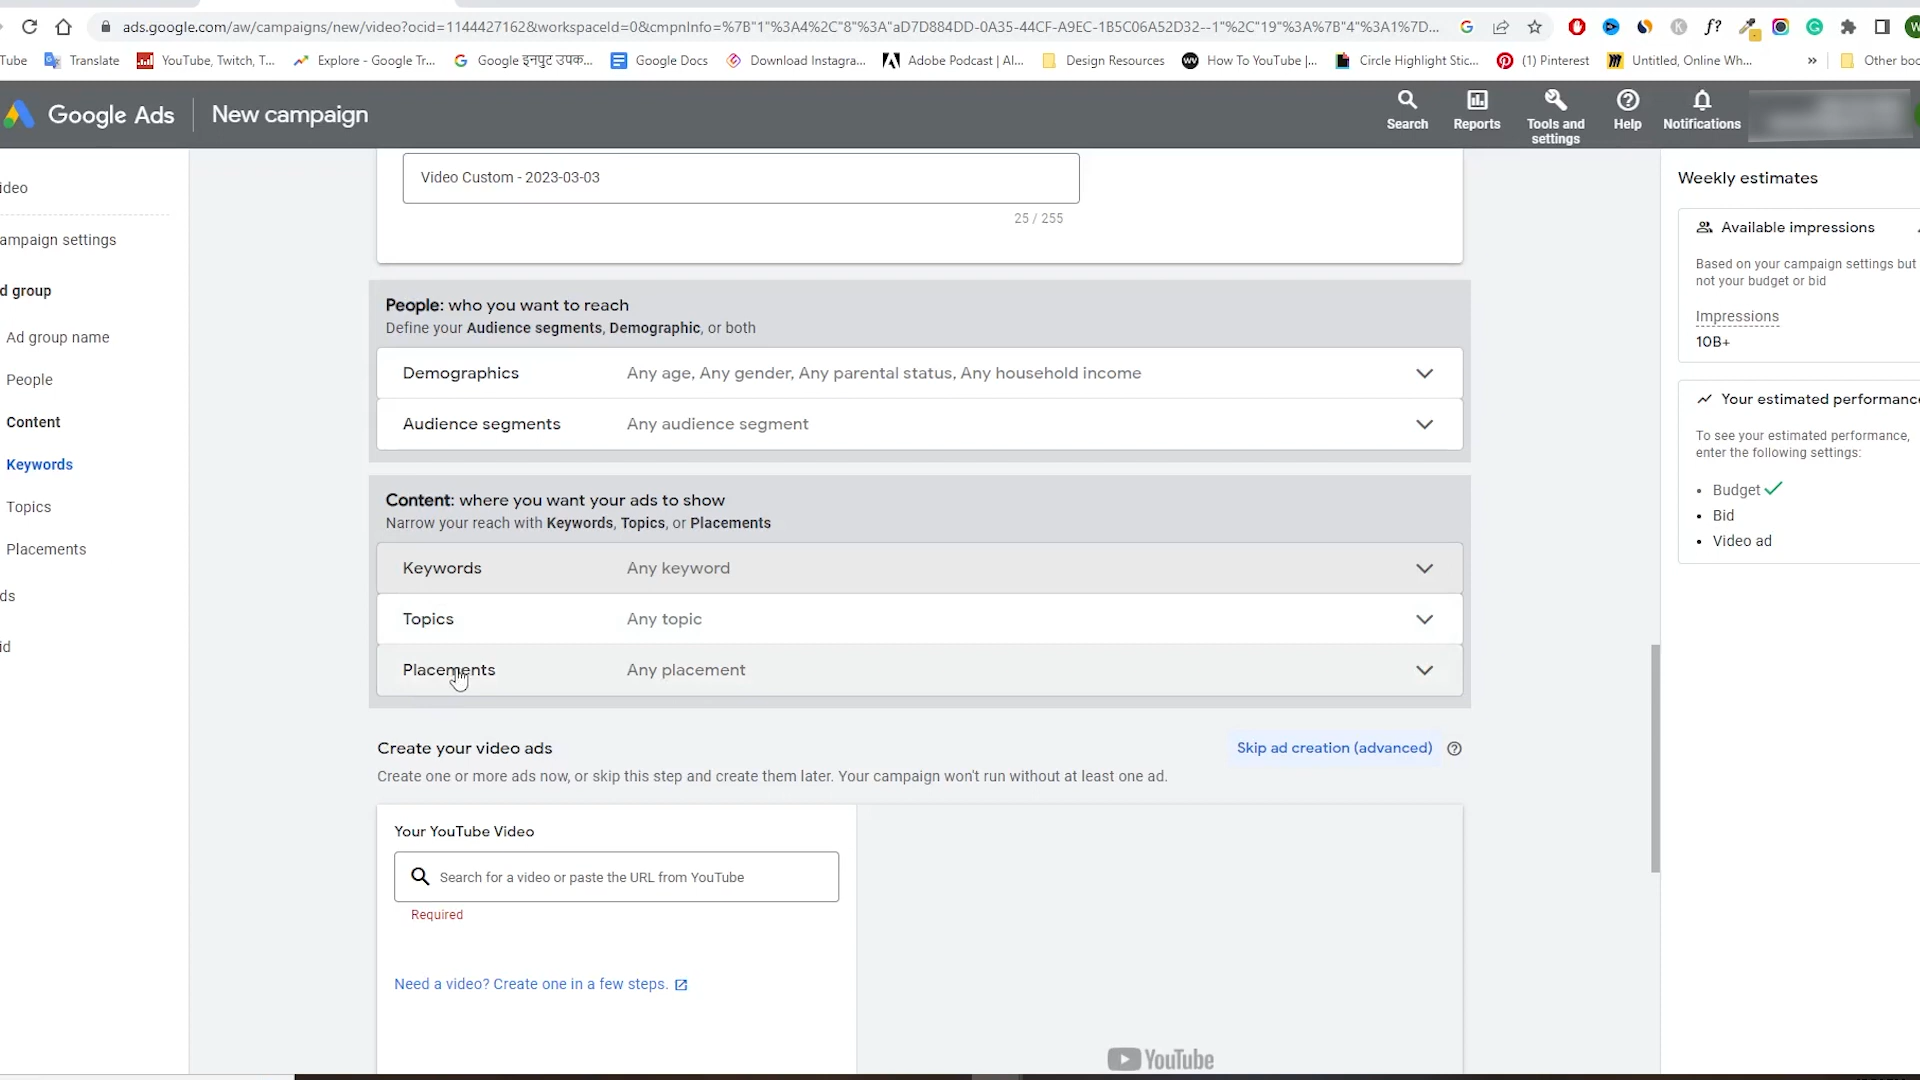 ads.google.com/aw/campaigns/new/video?ocid=1144427162&workspaceId=0&cmpnInfo=%7B"1"%3A4%2C"8"%3A"aD7D884DD-0A35-44CF-A9EC-1B5C06A52D32--1"%2C"19"%3A%7B"4"%3A1%7D...
Tube
Translate
YouTube, Twitch, T...
Explore - Google Tr...
Google इनपुट उपक...
Google Docs
Download Instagra...
Adobe Podcast | AI...
Design Resources
How To YouTube |...
Circle Highlight Stic...
(1) Pinterest
Untitled, Online Wh...
»
Other boo
Google Ads
New campaign
Search
Reports
Tools and
settings
Help
Notifications
ideo
ampaign settings
d group
Ad group name
People
Content
Keywords
Topics
Placements
ds
id
Video Custom - 2023-03-03
25 / 255
People: who you want to reach
Define your Audience segments, Demographic, or both
Demographics Any age, Any gender, Any parental status, Any household income
Audience segments Any audience segment
Content: where you want your ads to show
Narrow your reach with Keywords, Topics, or Placements
Keywords Any keyword
Topics Any topic
Placements Any placement
Create your video ads
Skip ad creation (advanced)
Create one or more ads now, or skip this step and create them later. Your campaign won't run without at least one ad.
Your YouTube Video
Search for a video or paste the URL from YouTube
Required
Need a video? Create one in a few steps.
YouTube
Weekly estimates
Available impressions
Based on your campaign settings but
not your budget or bid
Impressions
10B+
Your estimated performance
To see your estimated performance,
enter the following settings:
• Budget
• Bid
• Video ad